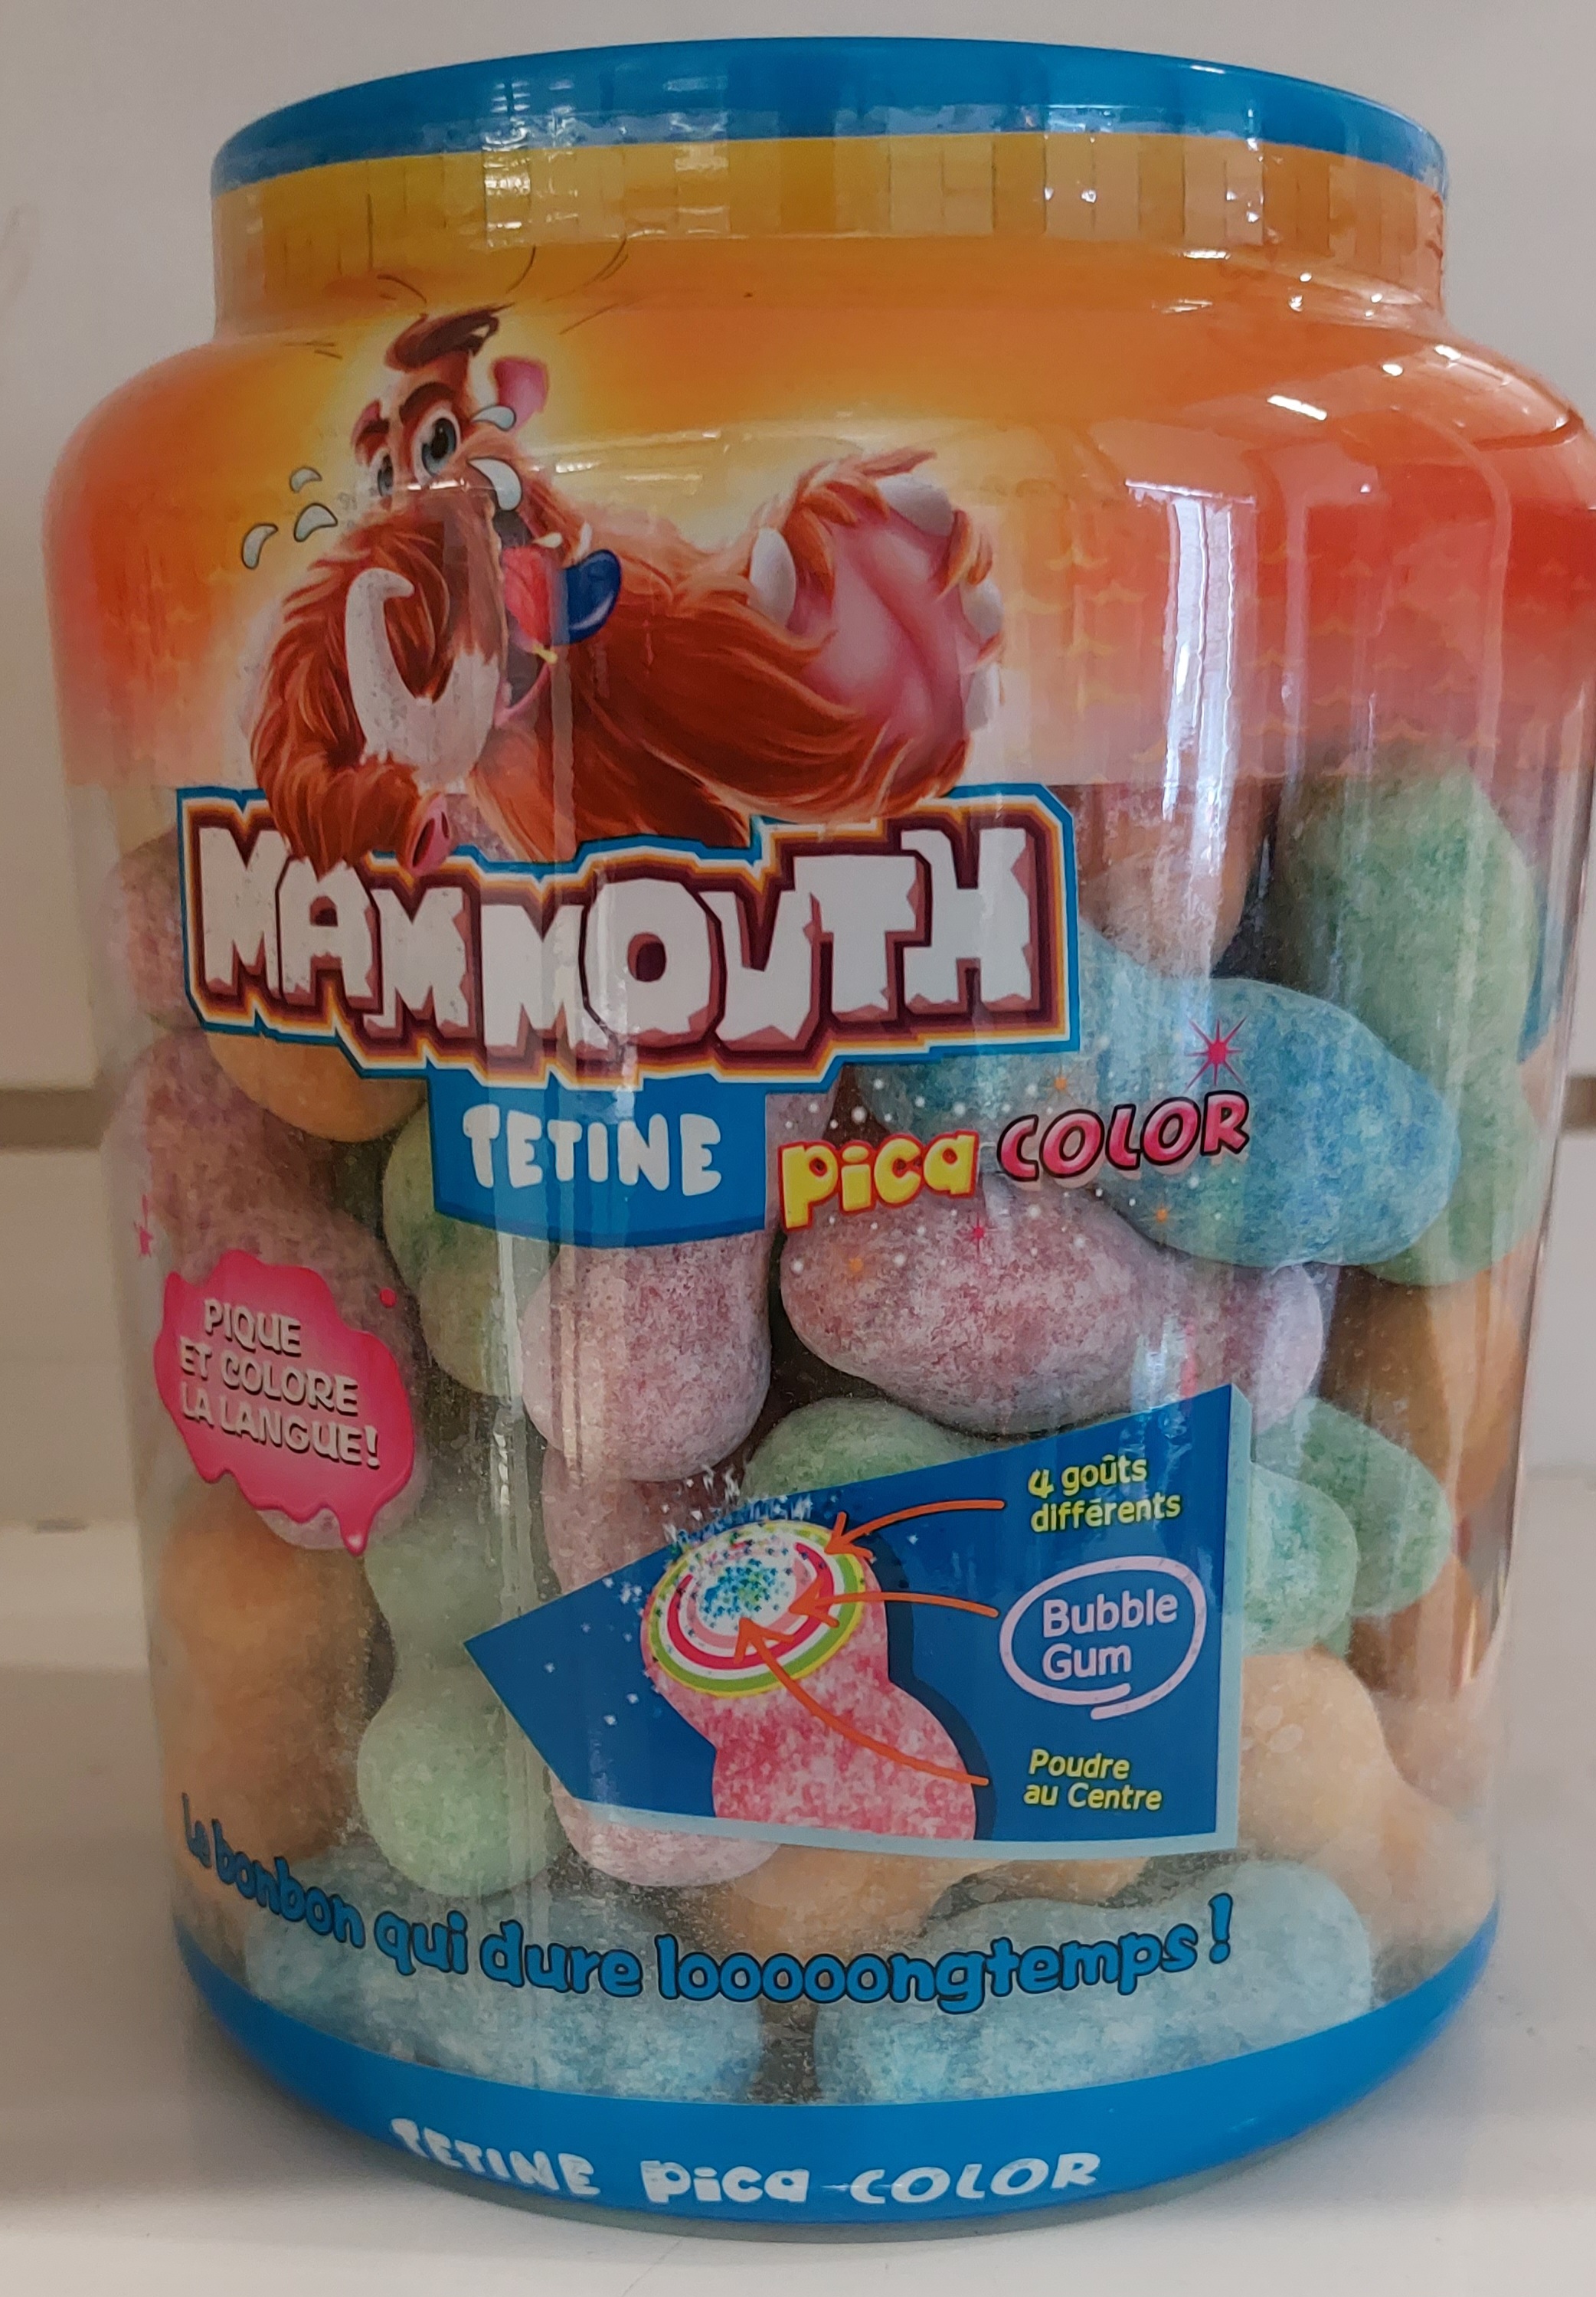 MAMMOUTH
TETINE pica COLOR
PIQUE
ET COLORE
LA LANGUE!
4 goûts
différents
Bubble
Gum
Poudre
au Centre
Le bonbon qui dure looooongtemps!
TETINE pica COLOR